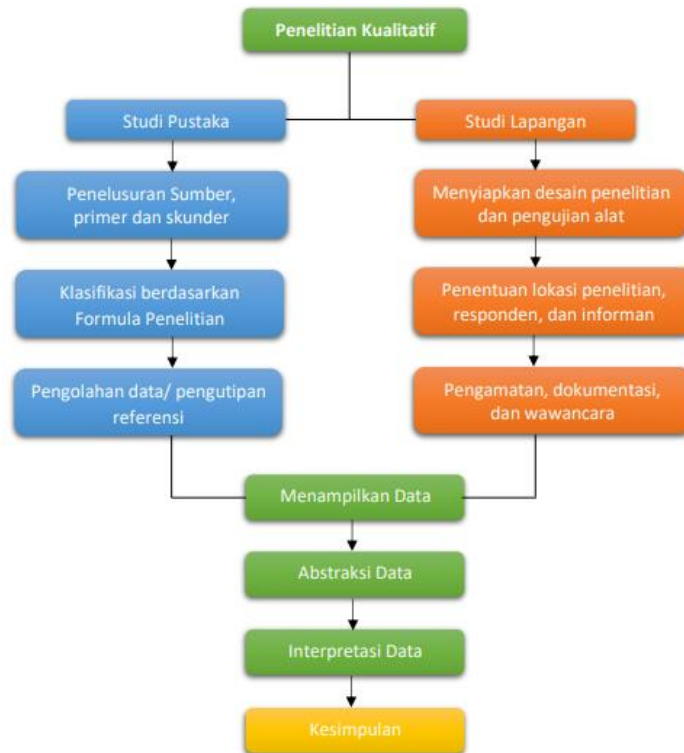 Penelitian Kualitatif
Studi Pustaka
Studi Lapangan
Penelusuran Sumber,
primer dan skunder
Menyiapkan desain penelitian
dan pengujian alat
Klasifikasi berdasarkan
Formula Penelitian
Penentuan lokasi penelitian,
responden, dan informan
Pengolahan data/ pengutipan
referensi
Pengamatan, dokumentasi,
dan wawancara
Menampilkan Data
Abstraksi Data
Interpretasi Data
Kesimpulan